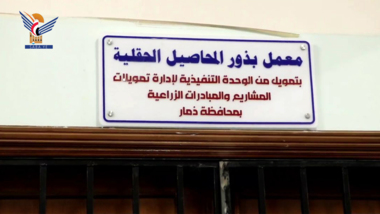 معمل بذور المحاصيل الحقلية
بتمويل من الوحدة التنفيذية لإدارة تمويلات
المشاريع والمبادرات الزراعية
بمحافظة ذمار